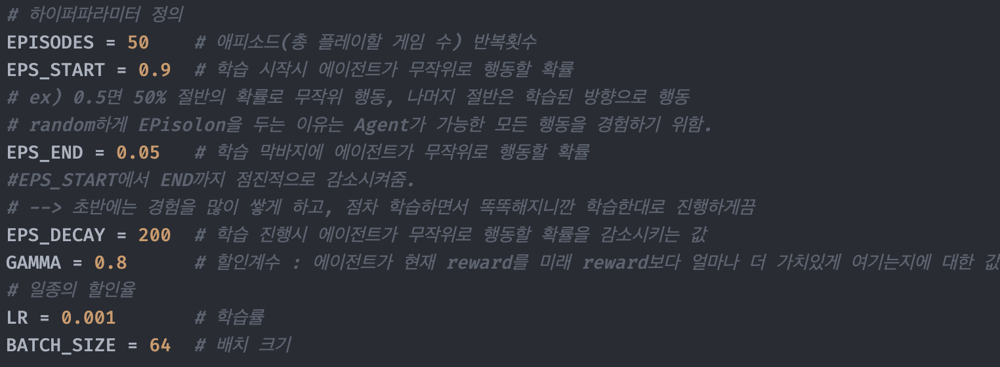 # 하이퍼파라미터 정의
EPISODES = 50    # 애피소드(총 플레이할 게임 수) 반복횟수
EPS_START = 0.9  # 학습 시작시 에이전트가 무작위로 행동할 확률
# ex) 0.5면 50% 절반의 확률로 무작위 행동, 나머지 절반은 학습된 방향으로 행동
# random하게 EPisolon을 두는 이유는 Agent가 가능한 모든 행동을 경험하기 위함.
EPS_END = 0.05   # 학습 막바지에 에이전트가 무작위로 행동할 확률
#EPS_START에서 END까지 점진적으로 감소시켜줌.
# --> 초반에는 경험을 많이 쌓게 하고, 점차 학습하면서 똑똑해지니깐 학습한대로 진행하게끔
EPS_DECAY = 200  # 학습 진행시 에이전트가 무작위로 행동할 확률을 감소시키는 값
GAMMA = 0.8      # 할인계수 : 에이전트가 현재 reward를 미래 reward보다 얼마나 더 가치있게 여기는지에 대한 값
# 일종의 할인율
LR = 0.001       # 학습률
BATCH_SIZE = 64  # 배치 크기